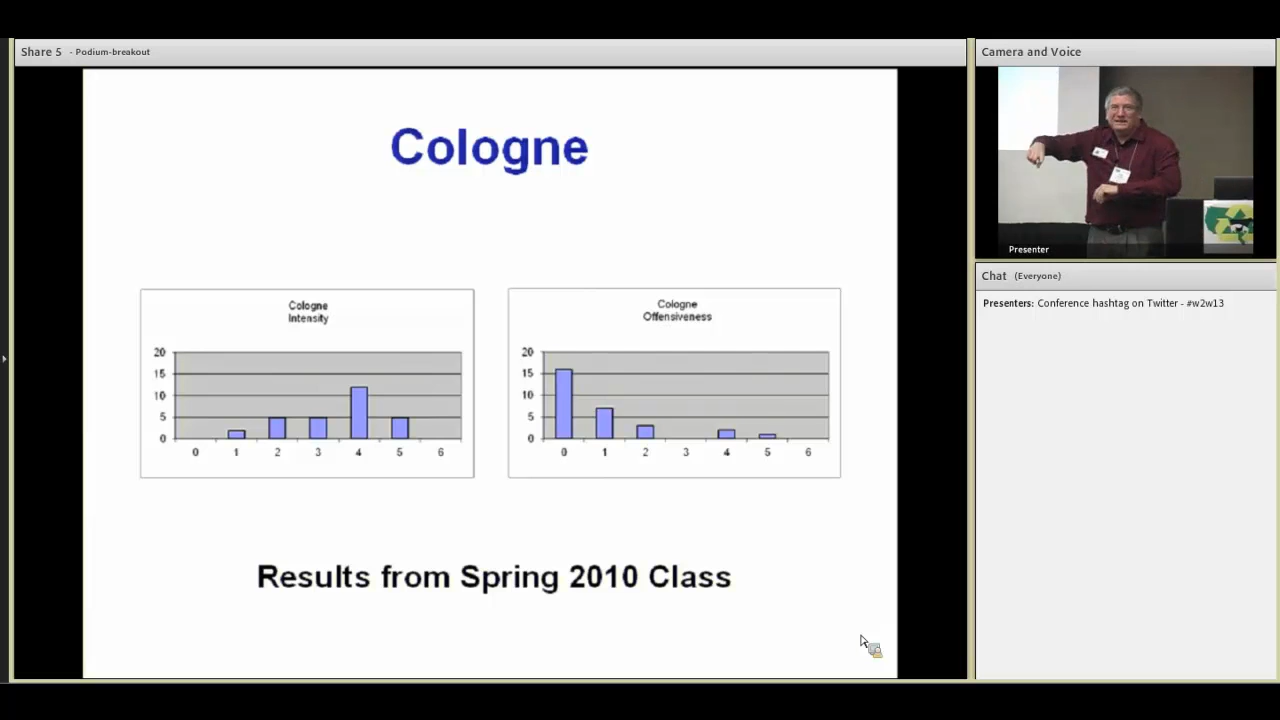 Share 5 - Podium-breakout
Cologne
Cologne
Intensity
20
15
10
5
0
0 1 2 3 4 5 6
Cologne
Offensiveness
20
15
10
5
0
0 1 2 3 4 5 6
Results from Spring 2010 Class
Camera and Voice
Presenter
Chat (Everyone)
Presenters: Conference hashtag on Twitter - #w2w13